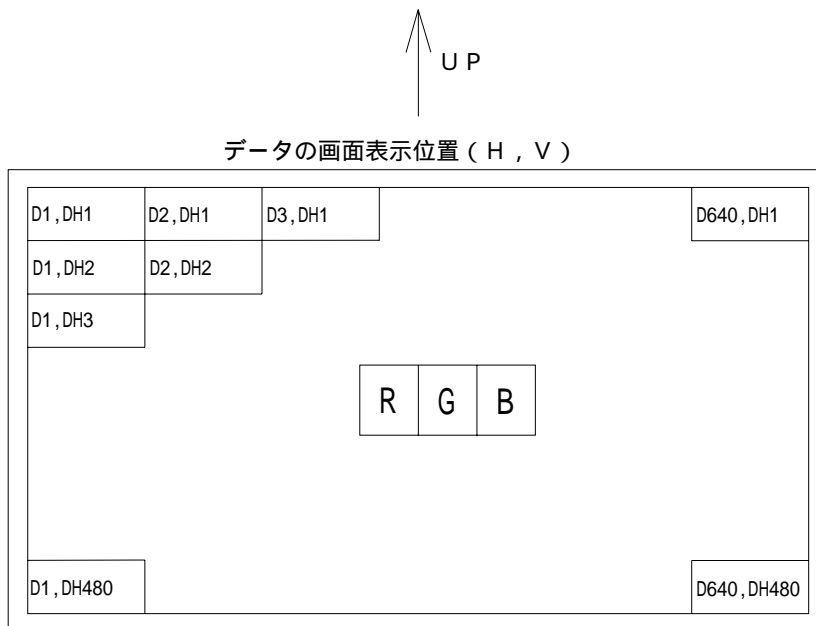 ＵＰ
データの画面表示位置（Ｈ，Ｖ）
D1,DH1 D2,DH1 D3,DH1 D640,DH1
D1,DH2 D2,DH2
D1,DH3
R G B
D1,DH480 D640,DH480